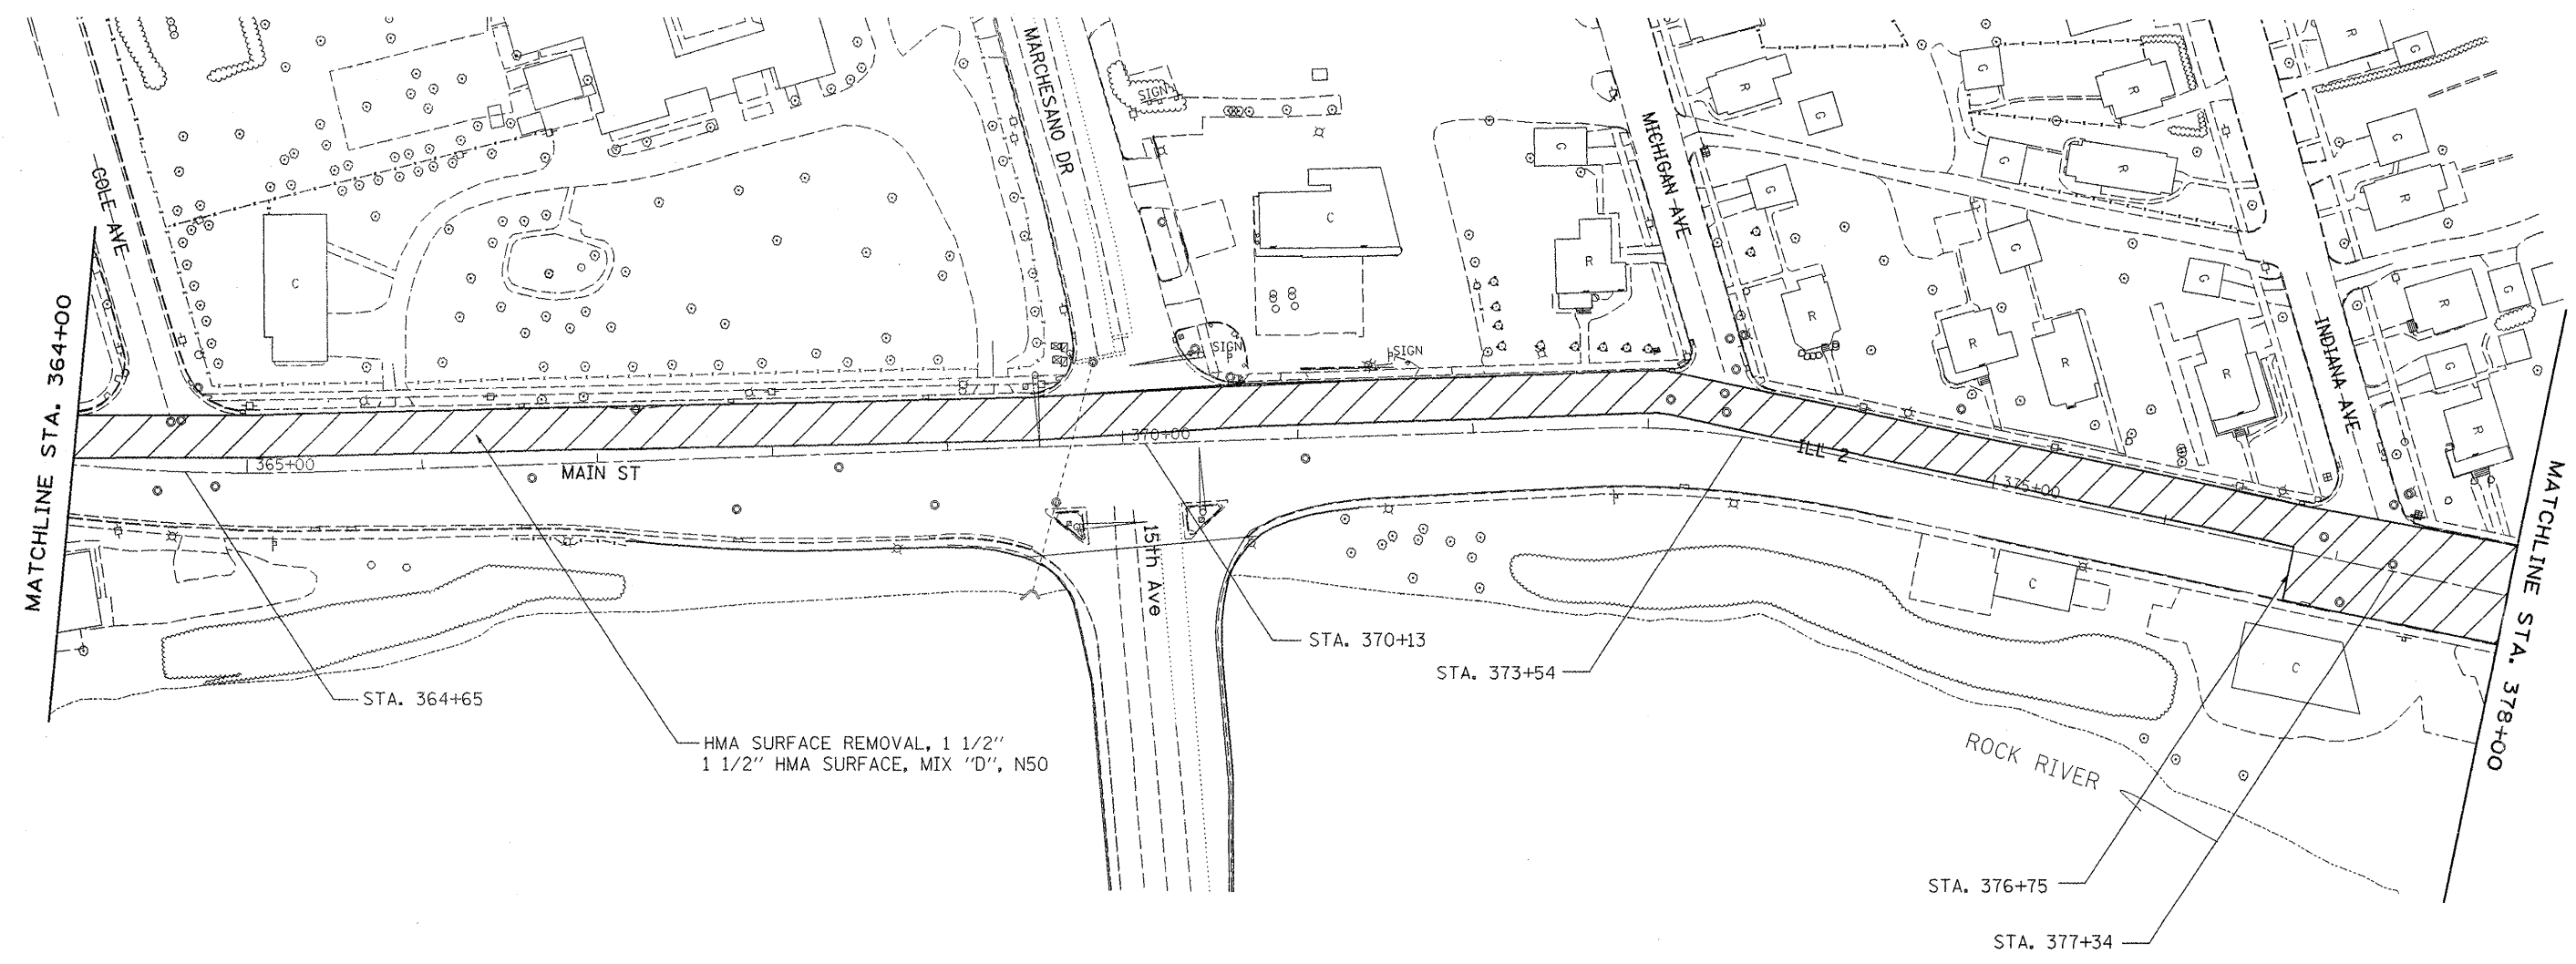 MATCHLINE STA. 364+00
COLE AVE
MARCHESANO DR
SIGN
MICHIGAN AVE
INDIANA AVE
R
G
R
G
G
R
G
R
G
R
G
R
C
C
G
R
G
R
G
R
R
G
R
R
G
G
R
SIGN
SIGN
365+00
MAIN ST
370+00
ILL 2
375+00
15th Ave
C
C
STA. 364+65
STA. 370+13
STA. 373+54
HMA SURFACE REMOVAL, 1 1/2"
1 1/2" HMA SURFACE, MIX "D", N50
ROCK RIVER
STA. 376+75
STA. 377+34
MATCHLINE STA. 378+00